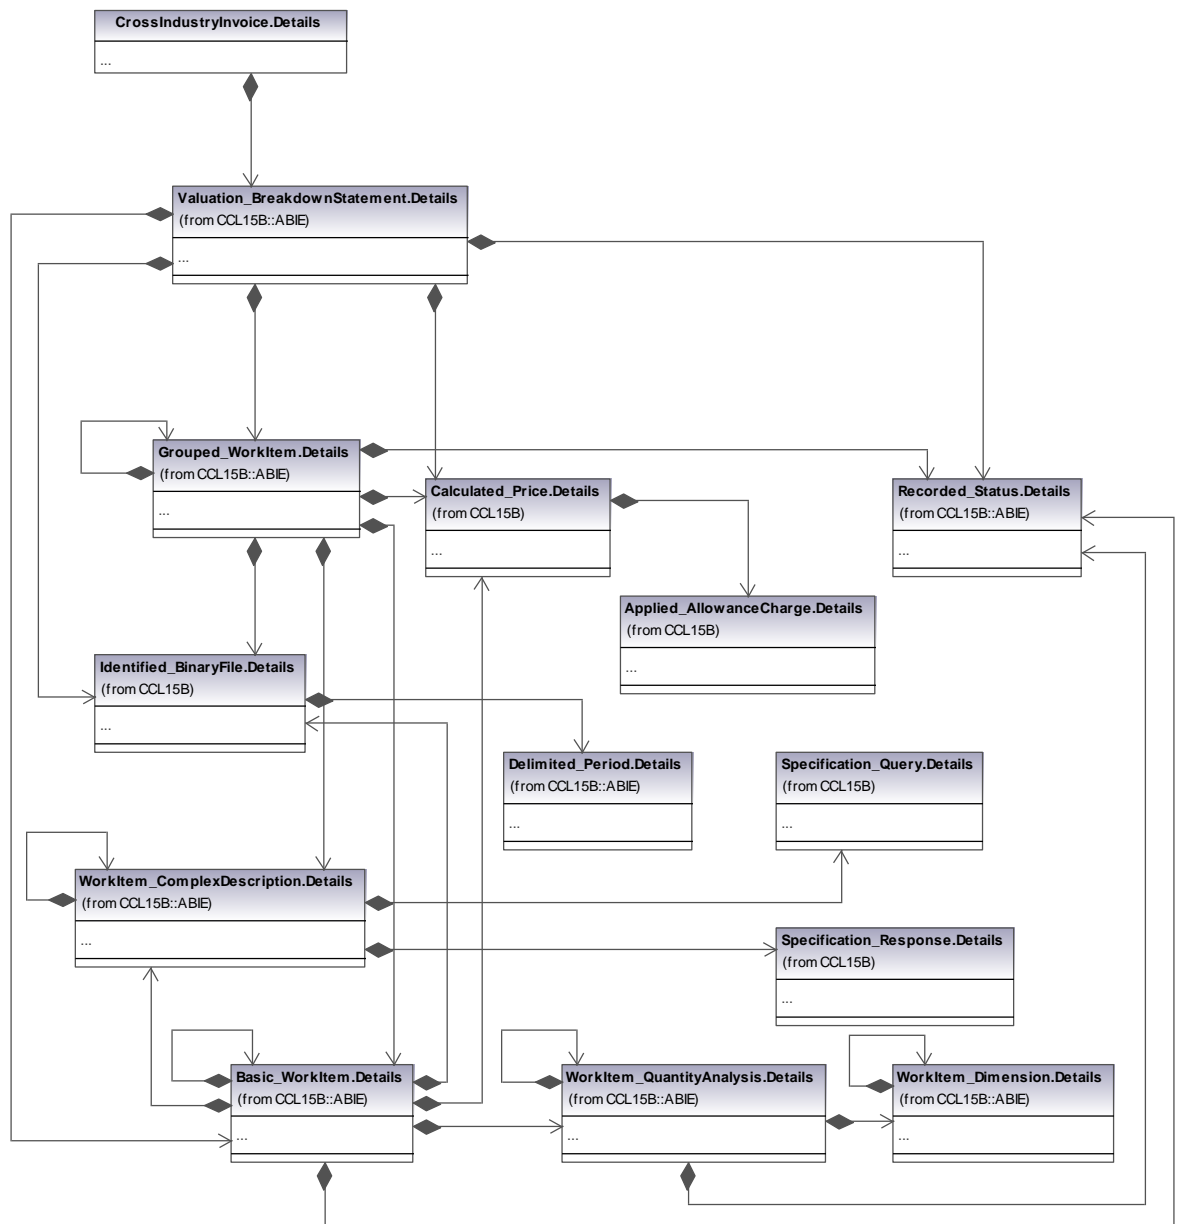 CrossIndustryInvoice.Details
...
Valuation_BreakdownStatement.Details
(from CCL15B::ABIE)
...
Grouped_WorkItem.Details
(from CCL15B::ABIE)
...
Calculated_Price.Details
(from CCL15B)
...
Recorded_Status.Details
(from CCL15B::ABIE)
...
Applied_AllowanceCharge.Details
(from CCL15B)
...
Identified_BinaryFile.Details
(from CCL15B)
...
Delimited_Period.Details
(from CCL15B::ABIE)
...
Specification_Query.Details
(from CCL15B)
...
WorkItem_ComplexDescription.Details
(from CCL15B::ABIE)
...
Specification_Response.Details
(from CCL15B)
...
Basic_WorkItem.Details
(from CCL15B::ABIE)
...
WorkItem_QuantityAnalysis.Details
(from CCL15B::ABIE)
...
WorkItem_Dimension.Details
(from CCL15B::ABIE)
...